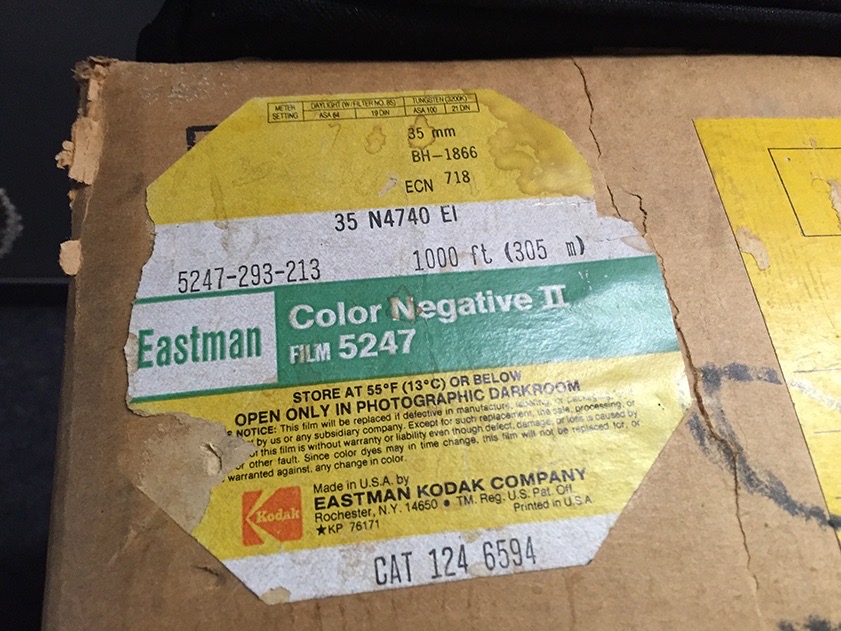 METER SETTING
DAYLIGHT (W/FILTER NO. 85) TUNGSTEN (3200K)
ASA 64 19 DIN ASA 100 21 DIN
35 mm
BH-1866
ECN 718
35 N4740 EI
5247-293-213 1000 ft (305 m)
Eastman
Color Negative II
FILM 5247
STORE AT 55°F (13°C) OR BELOW
OPEN ONLY IN PHOTOGRAPHIC DARKROOM
NOTICE: This film will be replaced if defective in manufacture,
by us or any subsidiary company. Except for such replacement, the sale, processing, or
of this film is without warranty or liability even though defect, damage, or loss is caused by
or other fault. Since color dyes may in time change, this film will not be replaced for, or
warranted against, any change in color.
Kodak
Made in U.S.A. by
EASTMAN KODAK COMPANY
Rochester, N.Y. 14650 • TM. Reg. U.S. Pat. Off.
★KP 76171 Printed in U.S.A.
CAT 124 6594